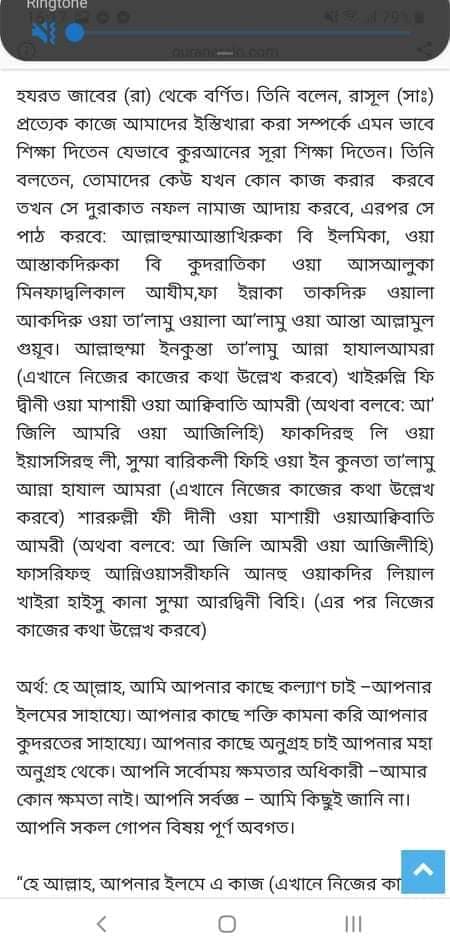 Ringtone
79%
হযরত জাবের (রা) থেকে বর্ণিত। তিনি বলেন, রাসূল (সাঃ)
প্রত্যেক কাজে আমাদের ইস্তিখারা করা সম্পর্কে এমন ভাবে
শিক্ষা দিতেন যেভাবে কুরআনের সূরা শিক্ষা দিতেন। তিনি
বলতেন, তোমাদের কেউ যখন কোন কাজ করার করবে
তখন সে দুরাকাত নফল নামাজ আদায় করবে, এরপর সে
পাঠ করবে: আল্লাহুম্মাআস্তাখিরুকা বি ইলমিকা, ওয়া
আস্তাকদিরুকা বি কুদরাতিকা ওয়া আসআলুকা
মিনফাদ্বলিকাল আযীম,ফা ইন্নাকা তাকদিরু ওয়ালা
আকদিরু ওয়া তা’লামু ওয়ালা আ’লামু ওয়া আন্তা আল্লামুল
গুয়ূব। আল্লাহুম্মা ইনকুন্তা তা’লামু আন্না হাযালআমরা
(এখানে নিজের কাজের কথা উল্লেখ করবে) খাইরুল্লি ফি
দ্বীনী ওয়া মাশায়ী ওয়া আক্বিবাতি আমরী (অথবা বলবে: আ’
জিলি আমরি ওয়া আজিলিহি) ফাকদিরহু লি ওয়া
ইয়াসসিরহু লী, সুম্মা বারিকলী ফিহি ওয়া ইন কুনতা তা’লামু
আন্না হাযাল আমরা (এখানে নিজের কাজের কথা উল্লেখ
করবে) শাররুল্লী ফী দীনী ওয়া মাশায়ী ওয়াআক্বিবাতি
আমরী (অথবা বলবে: আ জিলি আমরী ওয়া আজিলীহি)
ফাসরিফহু আন্নিওয়াসরীফনি আনহু ওয়াকদির লিয়াল
খাইরা হাইসু কানা সুম্মা আরদ্বিনী বিহি। (এর পর নিজের
কাজের কথা উল্লেখ করবে)
অর্থ: হে আল্লাহ, আমি আপনার কাছে কল্যাণ চাই –আপনার
ইলমের সাহায্যে। আপনার কাছে শক্তি কামনা করি আপনার
কুদরতের সাহায্যে। আপনার কাছে অনুগ্রহ চাই আপনার মহা
অনুগ্রহ থেকে। আপনি সর্বোময় ক্ষমতার অধিকারী –আমার
কোন ক্ষমতা নাই। আপনি সর্বজ্ঞ – আমি কিছুই জানি না।
আপনি সকল গোপন বিষয় পূর্ণ অবগত।
“হে আল্লাহ, আপনার ইলমে এ কাজ (এখানে নিজের কা